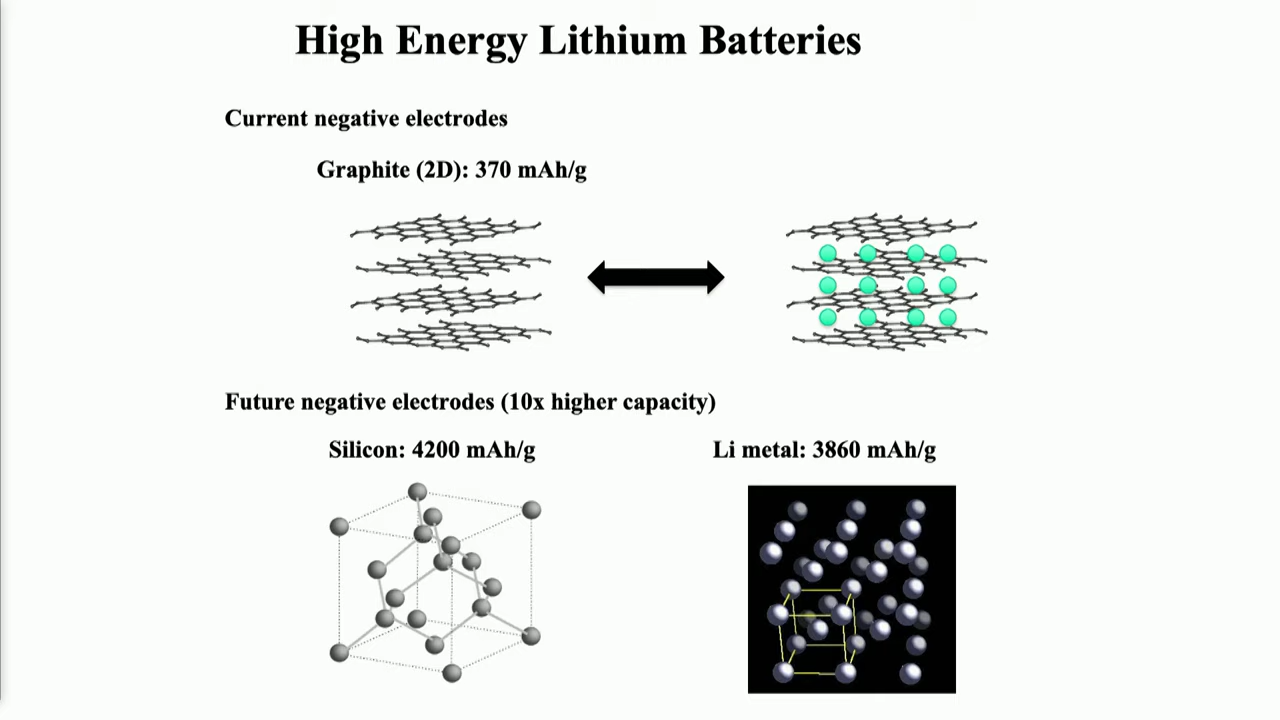 High Energy Lithium Batteries
Current negative electrodes
Graphite (2D): 370 mAh/g
Future negative electrodes (10x higher capacity)
Silicon: 4200 mAh/g
Li metal: 3860 mAh/g